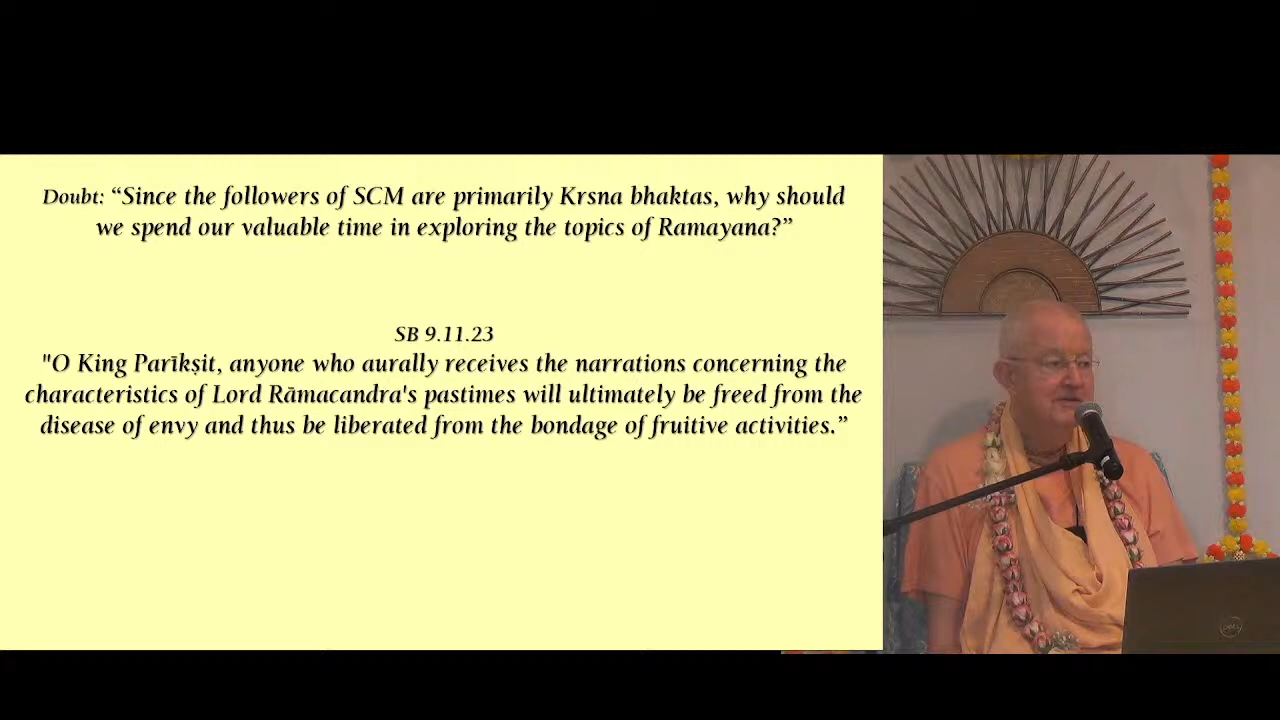 Doubt: “Since the followers of SCM are primarily Krsna bhaktas, why should
we spend our valuable time in exploring the topics of Ramayana?”
SB 9.11.23
"O King Parīkṣit, anyone who aurally receives the narrations concerning the
characteristics of Lord Rāmacandra's pastimes will ultimately be freed from the
disease of envy and thus be liberated from the bondage of fruitive activities.”
DELL